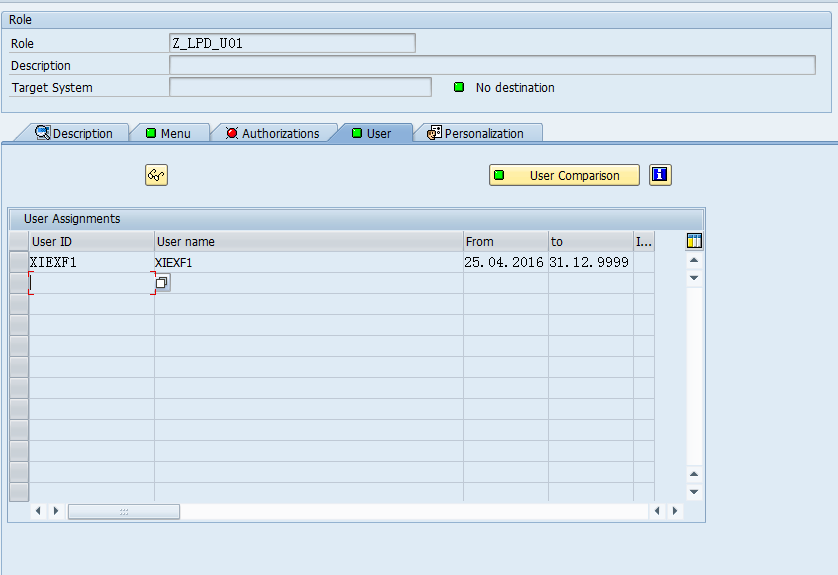 Role
Role Z_LPD_U01
Description
Target System No destination
Description Menu Authorizations User Personalization
User Comparison
User Assignments
User ID User name From to I...
XIEXF1 XIEXF1 25.04.2016 31.12.9999